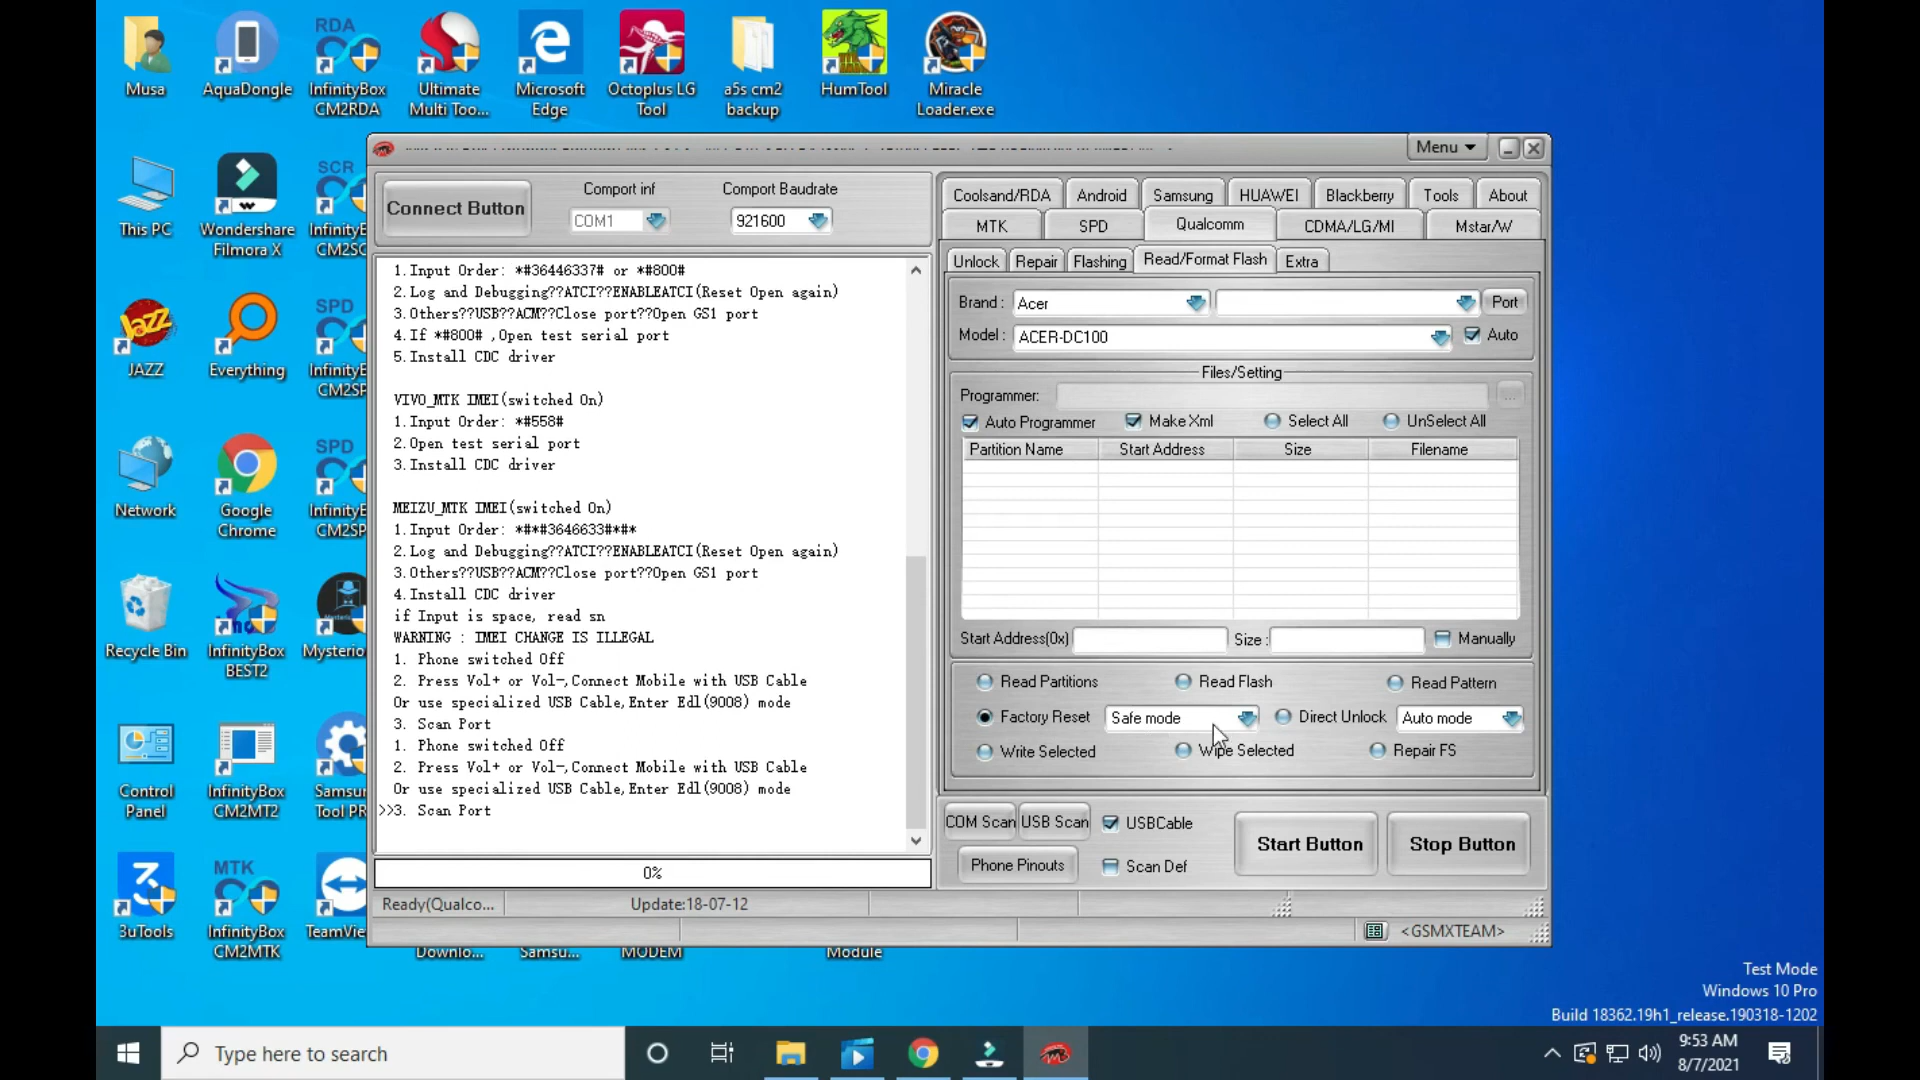 Musa
AquaDongle
RDA
InfinityBox
CM2RDA
Ultimate
Multi Too...
Microsoft
Edge
Octoplus LG
Tool
a5s cm2
backup
HumTool
Miracle
Loader.exe
This PC
Wondershare
Filmora X
SCR
Infinity
CM2SC
JAZZ
Everything
SPD
Infinity
CM2SP
Network
Google
Chrome
SPD
Infinity
CM2SP
Recycle Bin
InfinityBox
BEST2
Mysterio
Control
Panel
InfinityBox
CM2MT2
Samsu
Tool PR
3uTools
MTK
InfinityBox
CM2MTK
TeamVie
Downlo...
Samsu...
MODEM
Module
Menu
Connect Button
Comport inf
COM1
Comport Baudrate
921600
1.Input Order: *#36446337# or *#800#
2.Log and Debugging??ATCI??ENABLEATCI(Reset Open again)
3.Others??USB??ACM??Close port??Open GS1 port
4.If *#800# ,Open test serial port
5.Install CDC driver
VIVO_MTK IMEI(switched On)
1.Input Order: *#558#
2.Open test serial port
3.Install CDC driver
MEIZU_MTK IMEI(switched On)
1.Input Order: *#*#3646633#*#*
2.Log and Debugging??ATCI??ENABLEATCI(Reset Open again)
3.Others??USB??ACM??Close port??Open GS1 port
4.Install CDC driver
if Input is space, read sn
WARNING : IMEI CHANGE IS ILLEGAL
1. Phone switched Off
2. Press Vol+ or Vol-,Connect Mobile with USB Cable
Or use specialized USB Cable,Enter Edl(9008) mode
3. Scan Port
1. Phone switched Off
2. Press Vol+ or Vol-,Connect Mobile with USB Cable
Or use specialized USB Cable,Enter Edl(9008) mode
>>3. Scan Port
0%
Ready(Qualco...
Update:18-07-12
Coolsand/RDA
Android
Samsung
HUAWEI
Blackberry
Tools
About
MTK
SPD
Qualcomm
CDMA/LG/MI
Mstar/W
Unlock
Repair
Flashing
Read/Format Flash
Extra
Brand :
Acer
Port
Model :
ACER-DC100
Auto
Files/Setting
Programmer:
...
Auto Programmer
Make Xml
Select All
UnSelect All
Partition Name
Start Address
Size
Filename
Start Address(0x)
Size :
Manually
Read Partitions
Read Flash
Read Pattern
Factory Reset
Safe mode
Direct Unlock
Auto mode
Write Selected
Wipe Selected
Repair FS
COM Scan
USB Scan
USBCable
Start Button
Stop Button
Phone Pinouts
Scan Def
<GSMXTEAM>
Test Mode
Windows 10 Pro
Build 18362.19h1_release.190318-1202
Type here to search
9:53 AM
8/7/2021